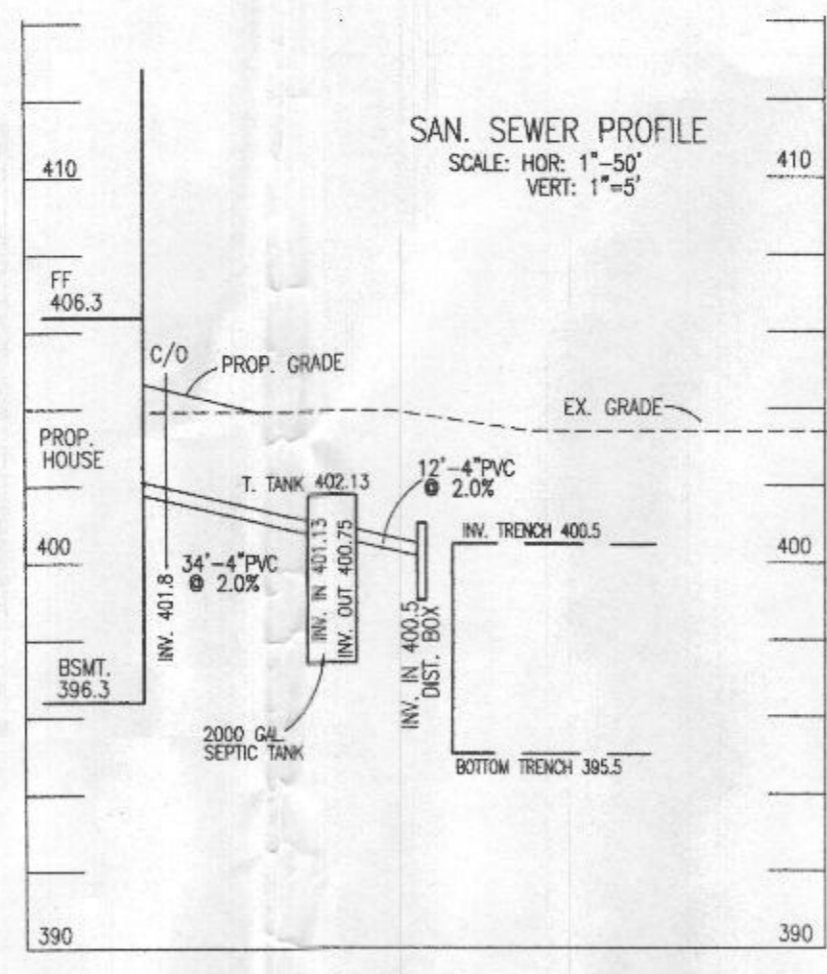 SAN. SEWER PROFILE
SCALE: HOR: 1"-50'
VERT: 1"=5'
410
410
FF
406.3
C/O
PROP. GRADE
EX. GRADE
PROP.
HOUSE
T. TANK 402.13
12'-4"PVC
@ 2.0%
INV. TRENCH 400.5
400
400
34'-4"PVC
@ 2.0%
INV. 401.8
INV. IN 401.13
INV. OUT 400.75
INV. IN 400.5
DIST. BOX
BSMT.
396.3
2000 GAL.
SEPTIC TANK
BOTTOM TRENCH 395.5
390
390